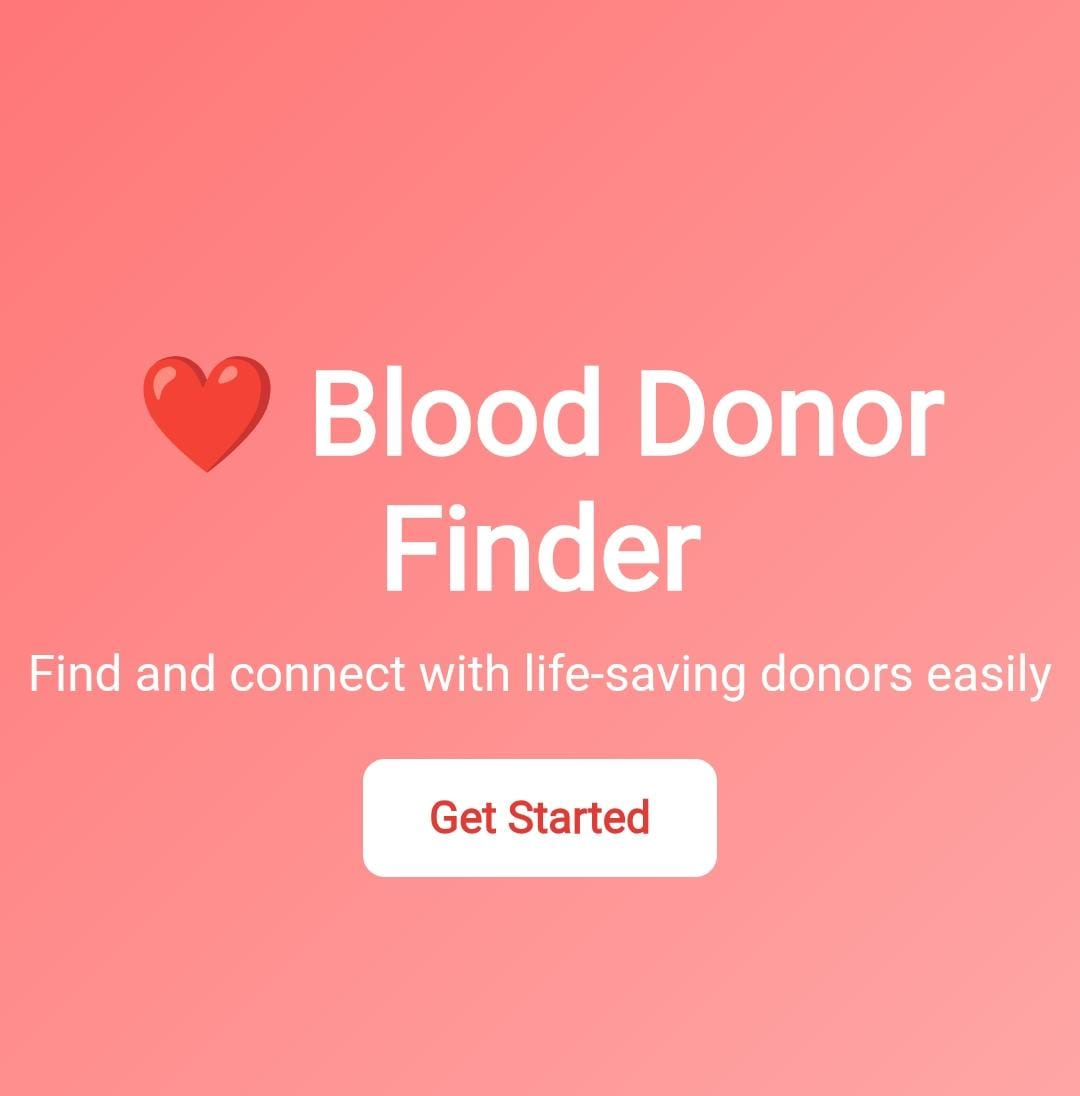 ❤️ Blood Donor
Finder
Find and connect with life-saving donors easily
Get Started